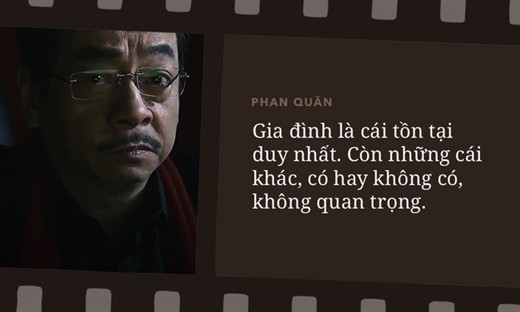 PHAN QUÂN
Gia đình là cái tồn tại
duy nhất. Còn những cái
khác, có hay không có,
không quan trọng.